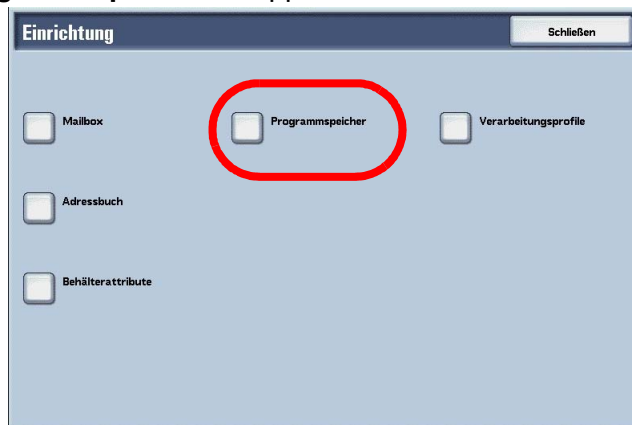 Einrichtung
Schließen
Mailbox
Programmspeicher
Verarbeitungsprofile
Adressbuch
Behälterattribute